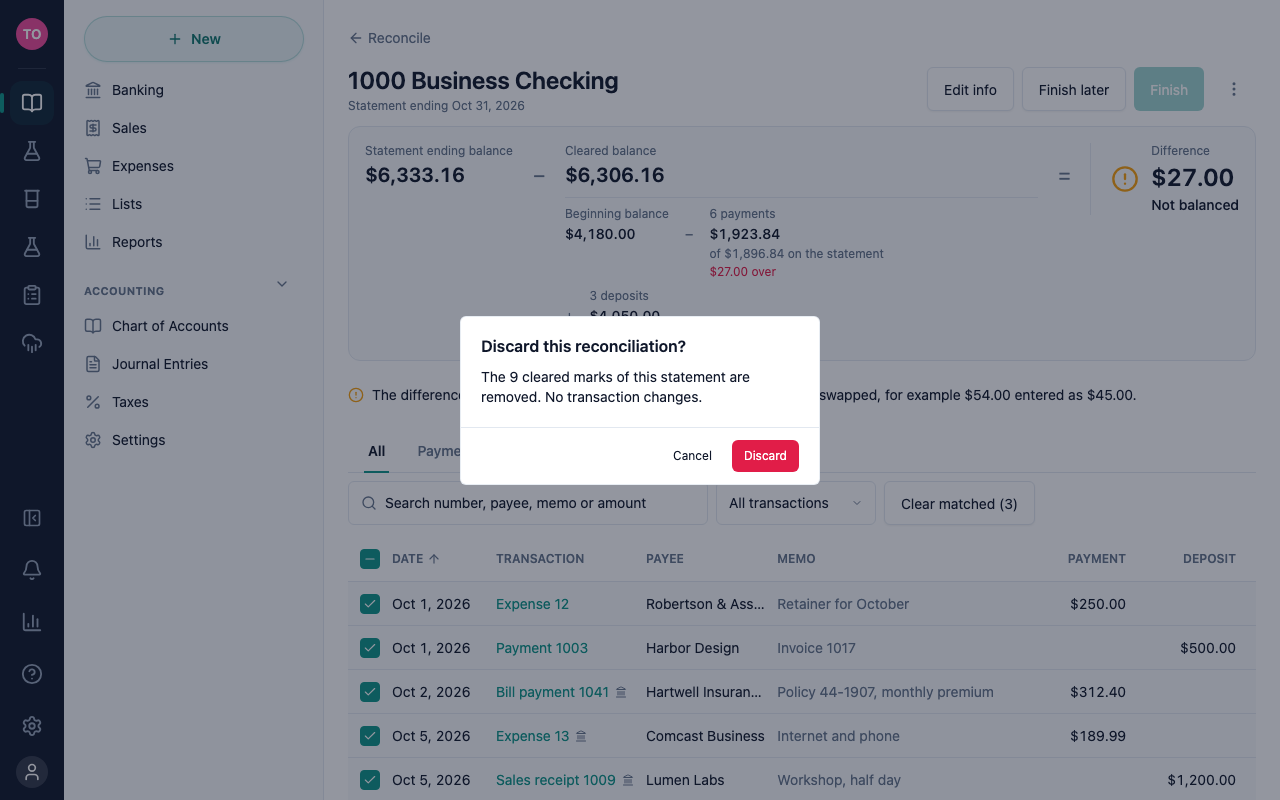 TO
New
Banking
Sales
Expenses
Lists
Reports
ACCOUNTING
Chart of Accounts
Journal Entries
Taxes
Settings
Reconcile
1000 Business Checking
Statement ending Oct 31, 2026
Edit info
Finish later
Finish
Statement ending balance
$6,333.16
–
Cleared balance
$6,306.16
=
Difference
$27.00
Not balanced
Beginning balance
$4,180.00
–
6 payments
$1,923.84
of $1,896.84 on the statement
$27.00 over
3 deposits
$4,050.00
Discard this reconciliation?
The 9 cleared marks of this statement are
removed. No transaction changes.
Cancel
Discard
The difference
swapped, for example $54.00 entered as $45.00.
All
Search number, payee, memo or amount
All transactions
Clear matched (3)
DATE TRANSACTION PAYEE MEMO PAYMENT DEPOSIT
Oct 1, 2026 Expense 12 Robertson & Ass... Retainer for October $250.00
Oct 1, 2026 Payment 1003 Harbor Design Invoice 1017 $500.00
Oct 2, 2026 Bill payment 1041 Hartwell Insuran... Policy 44-1907, monthly premium $312.40
Oct 5, 2026 Expense 13 Comcast Business Internet and phone $189.99
Oct 5, 2026 Sales receipt 1009 Lumen Labs Workshop, half day $1,200.00